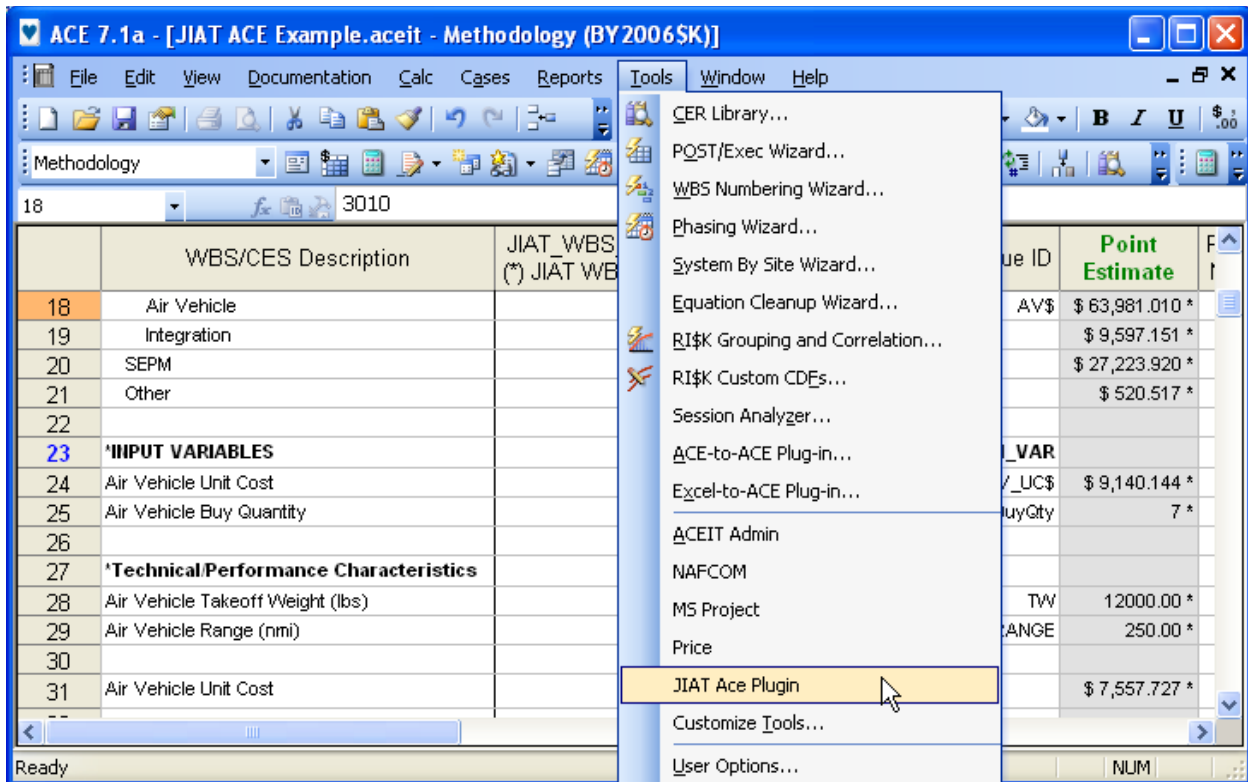 ACE 7.1a - [JIAT ACE Example.aceit - Methodology (BY2006$K)]
File Edit View Documentation Calc Cases Reports Tools Window Help
B I U $.00
Methodology
18 fx 3010
WBS/CES Description JIAT_WBS ue ID Point Estimate
(*) JIAT WB
18 Air Vehicle AV$ $ 63,981.010 *
19 Integration $ 9,597.151 *
20 SEPM $ 27,223.920 *
21 Other $ 520.517 *
22
23 *INPUT VARIABLES _VAR
24 Air Vehicle Unit Cost _UC$ $ 9,140.144 *
25 Air Vehicle Buy Quantity uyQty 7 *
26
27 *Technical/Performance Characteristics
28 Air Vehicle Takeoff Weight (lbs) TW 12000.00 *
29 Air Vehicle Range (nmi) ANGE 250.00 *
30
31 Air Vehicle Unit Cost $ 7,557.727 *
CER Library...
POST/Exec Wizard...
WBS Numbering Wizard...
Phasing Wizard...
System By Site Wizard...
Equation Cleanup Wizard...
RI$K Grouping and Correlation...
RI$K Custom CDFs...
Session Analyzer...
ACE-to-ACE Plug-in...
Excel-to-ACE Plug-in...
ACEIT Admin
NAFCOM
MS Project
Price
JIAT Ace Plugin
Customize Tools...
User Options...
Ready NUM